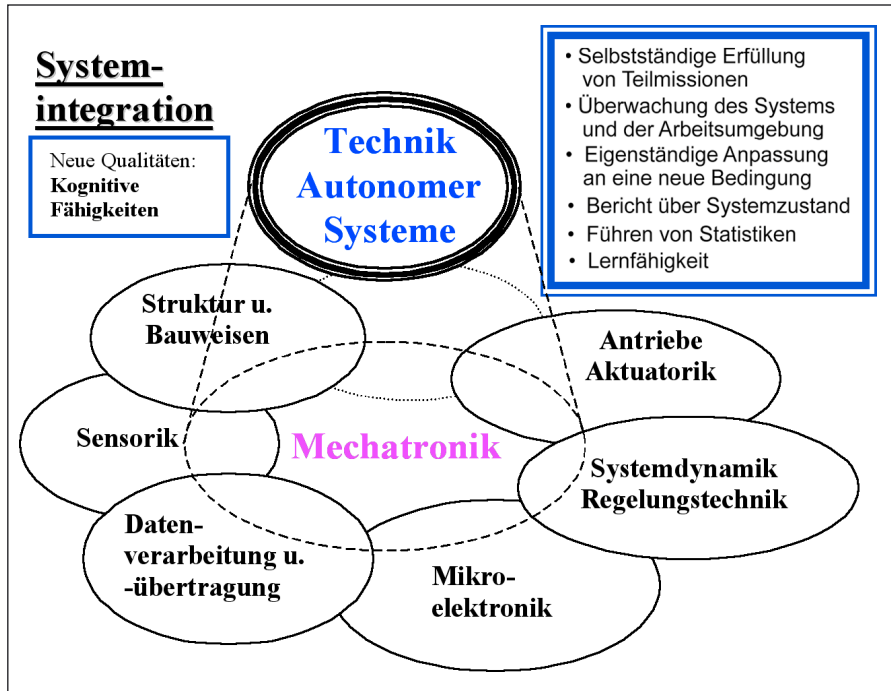 System-
integration
Neue Qualitäten:
Kognitive
Fähigkeiten
Technik
Autonomer
Systeme
• Selbstständige Erfüllung
von Teilmissionen
• Überwachung des Systems
und der Arbeitsumgebung
• Eigenständige Anpassung
an eine neue Bedingung
• Bericht über Systemzustand
• Führen von Statistiken
• Lernfähigkeit
Struktur u.
Bauweisen
Antriebe
Aktuatorik
Sensorik
Mechatronik
Systemdynamik
Regelungstechnik
Daten-
verarbeitung u.
-übertragung
Mikro-
elektronik